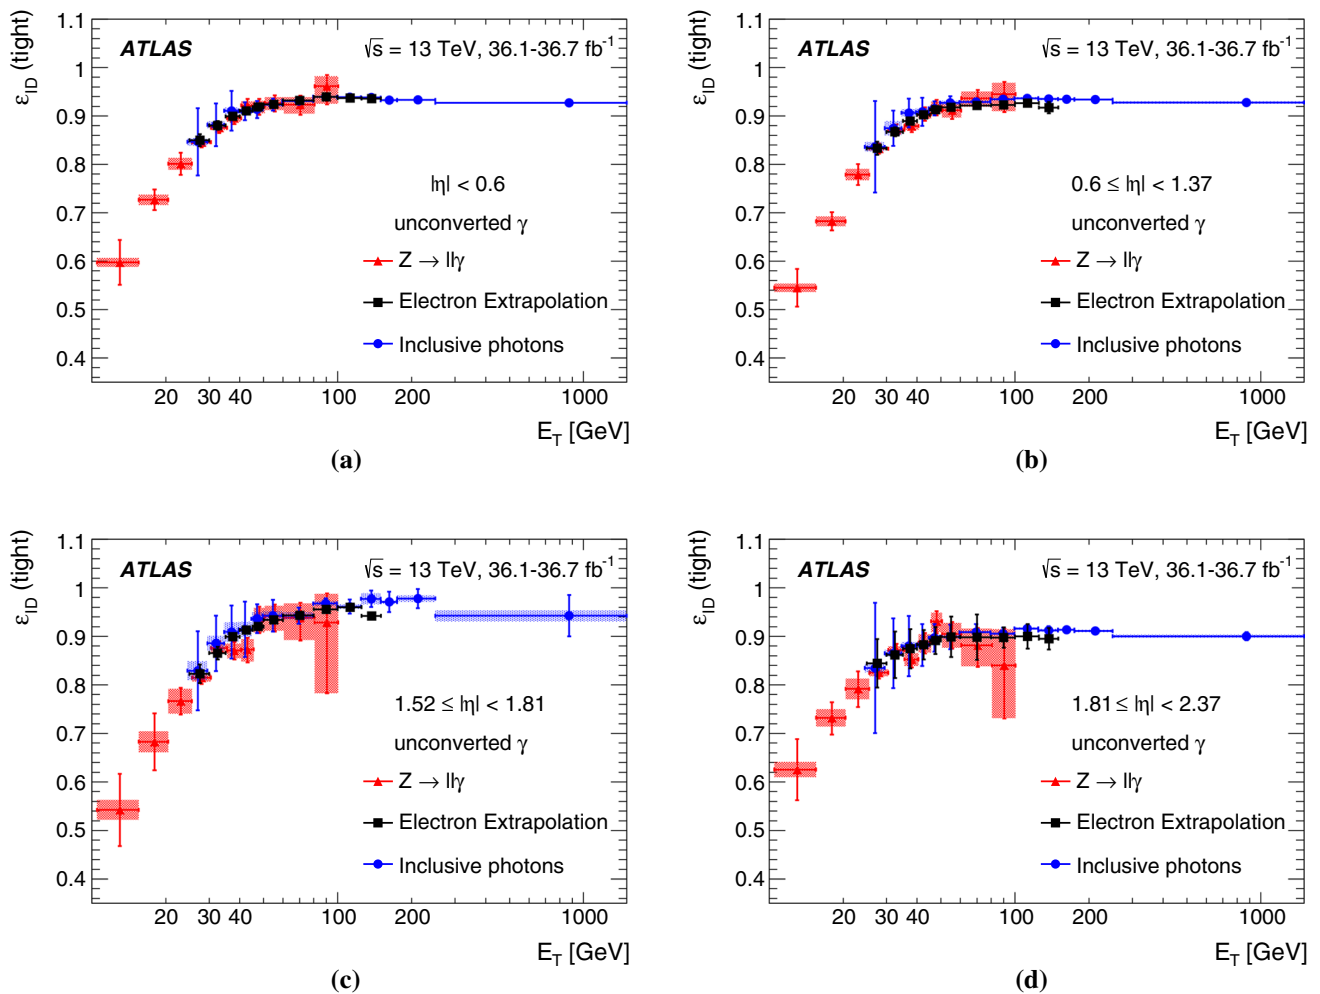 1.1
1
0.9
0.8
0.7
0.6
0.5
0.4
ε_ID (tight)
ATLAS
√s = 13 TeV, 36.1-36.7 fb⁻¹
|η| < 0.6
unconverted γ
Z → llγ
Electron Extrapolation
Inclusive photons
20 30 40 100 200 1000
E_T [GeV]
(a)
1.1
1
0.9
0.8
0.7
0.6
0.5
0.4
ε_ID (tight)
ATLAS
√s = 13 TeV, 36.1-36.7 fb⁻¹
0.6 ≤ |η| < 1.37
unconverted γ
Z → llγ
Electron Extrapolation
Inclusive photons
20 30 40 100 200 1000
E_T [GeV]
(b)
1.1
1
0.9
0.8
0.7
0.6
0.5
0.4
ε_ID (tight)
ATLAS
√s = 13 TeV, 36.1-36.7 fb⁻¹
1.52 ≤ |η| < 1.81
unconverted γ
Z → llγ
Electron Extrapolation
Inclusive photons
20 30 40 100 200 1000
E_T [GeV]
(c)
1.1
1
0.9
0.8
0.7
0.6
0.5
0.4
ε_ID (tight)
ATLAS
√s = 13 TeV, 36.1-36.7 fb⁻¹
1.81 ≤ |η| < 2.37
unconverted γ
Z → llγ
Electron Extrapolation
Inclusive photons
20 30 40 100 200 1000
E_T [GeV]
(d)